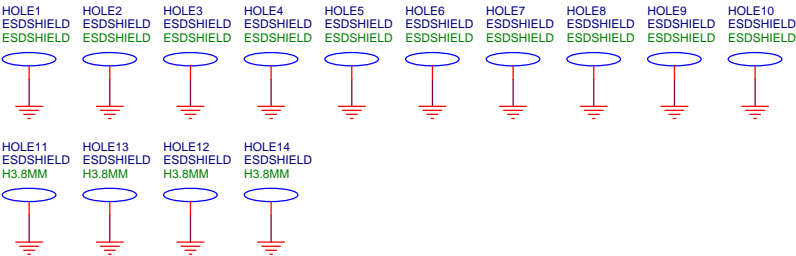 HOLE1 HOLE2 HOLE3 HOLE4 HOLE5 HOLE6 HOLE7 HOLE8 HOLE9 HOLE10
ESDSHIELD ESDSHIELD ESDSHIELD ESDSHIELD ESDSHIELD ESDSHIELD ESDSHIELD ESDSHIELD ESDSHIELD ESDSHIELD
ESDSHIELD ESDSHIELD ESDSHIELD ESDSHIELD ESDSHIELD ESDSHIELD ESDSHIELD ESDSHIELD ESDSHIELD ESDSHIELD
HOLE11 HOLE13 HOLE12 HOLE14
ESDSHIELD ESDSHIELD ESDSHIELD ESDSHIELD
H3.8MM H3.8MM H3.8MM H3.8MM